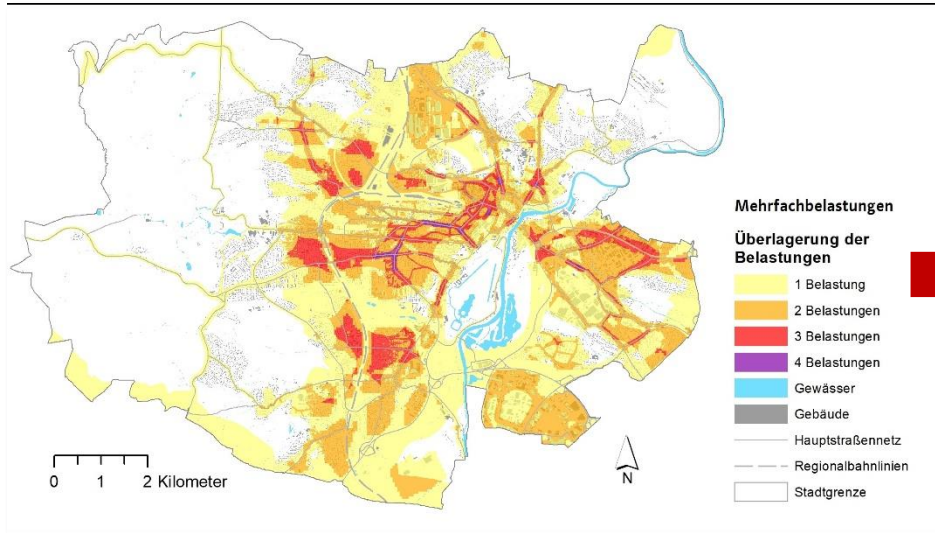 Mehrfachbelastungen
Überlagerung der
Belastungen
1 Belastung
2 Belastungen
3 Belastungen
4 Belastungen
Gewässer
Gebäude
Hauptstraßennetz
Regionalbahnlinien
Stadtgrenze
N
0 1 2 Kilometer